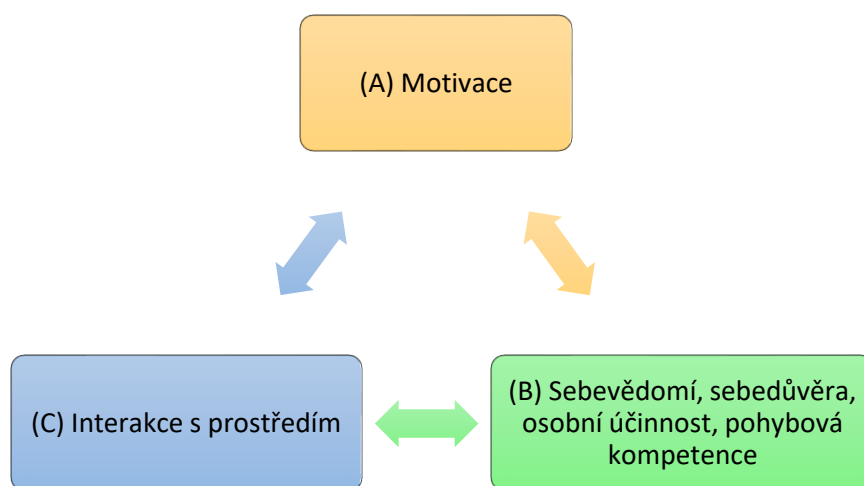 (A) Motivace
(C) Interakce s prostředím
(B) Sebevědomí, sebedůvěra,
osobní účinnost, pohybová
kompetence